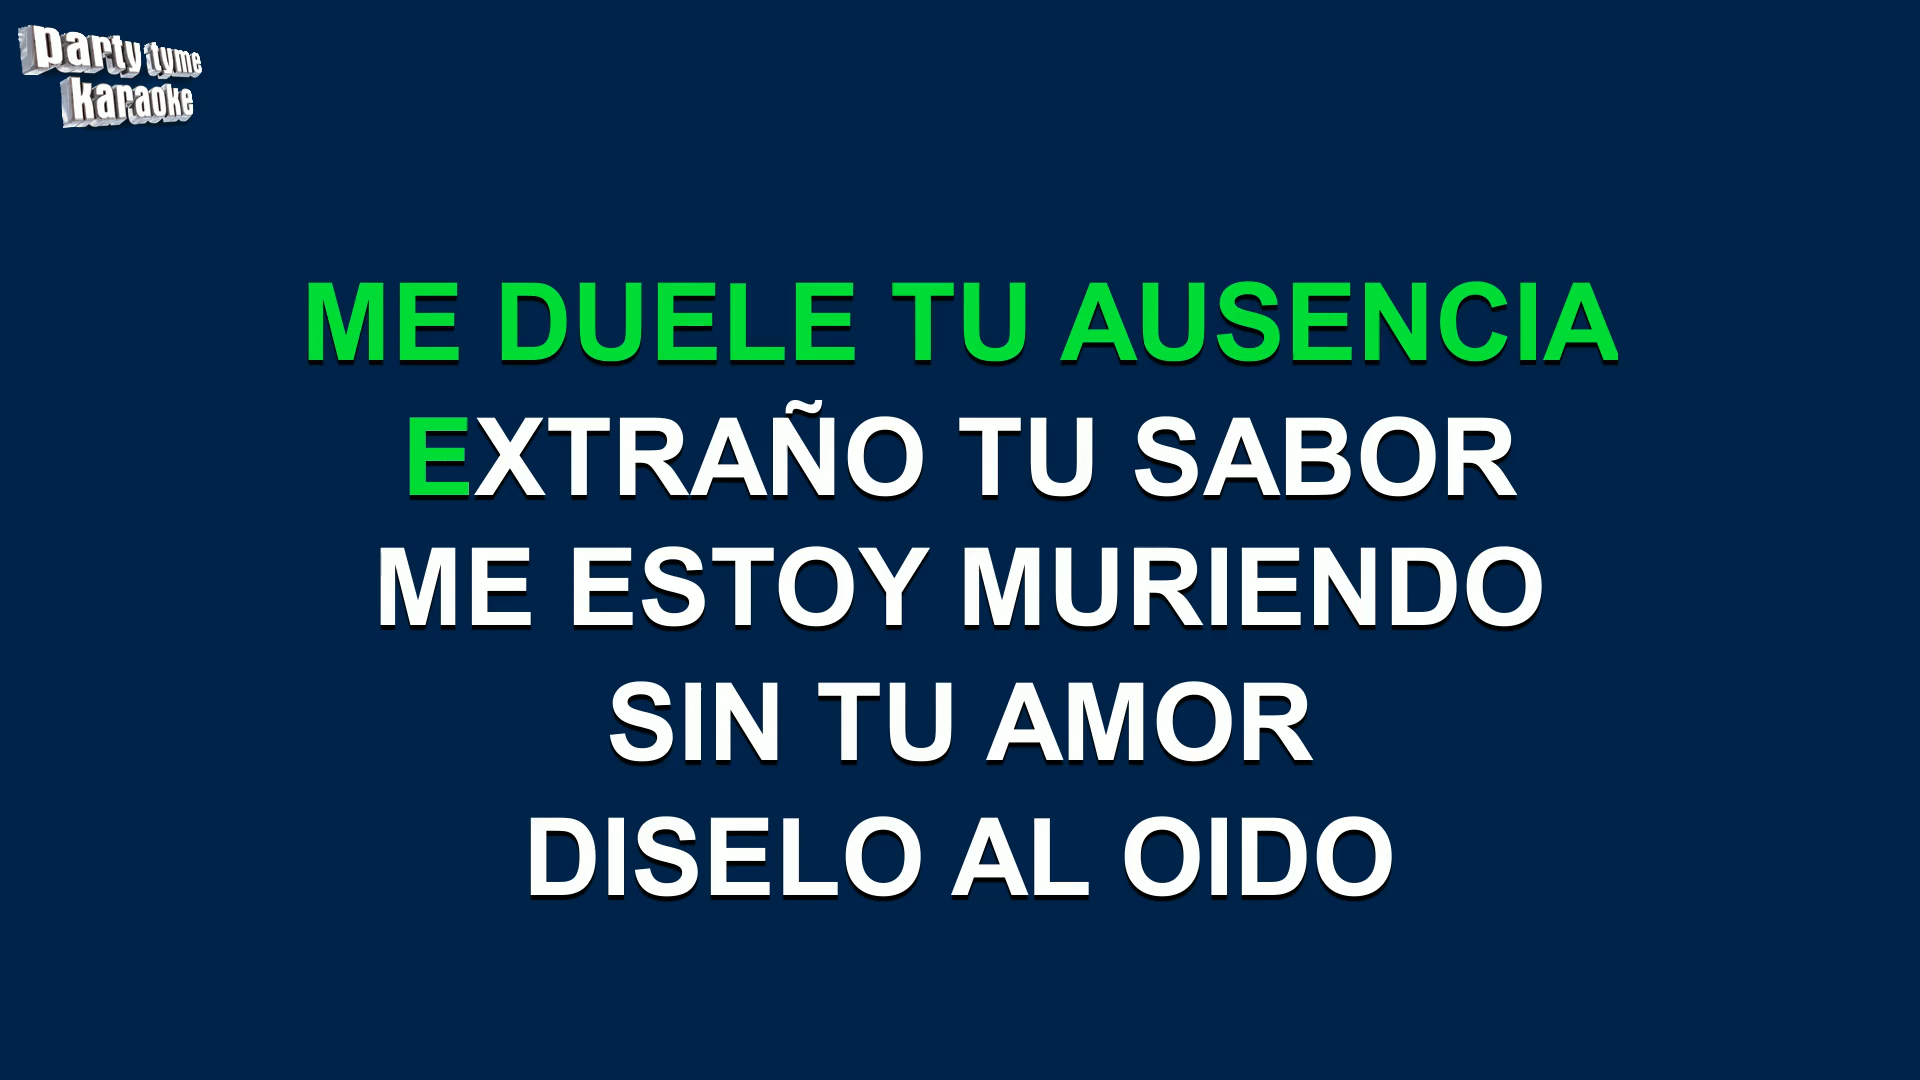 party tyme
karaoke
ME DUELE TU AUSENCIA
EXTRAÑO TU SABOR
ME ESTOY MURIENDO
SIN TU AMOR
DISELO AL OIDO